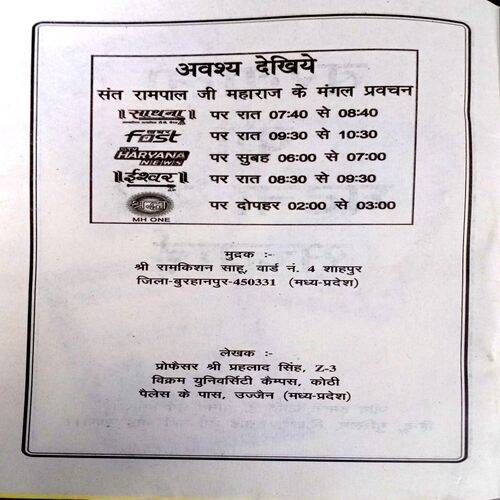 अवश्य देखिये
संत रामपाल जी महाराज के मंगल प्रवचन
साधना पर रात 07:40 से 08:40
fast पर रात 09:30 से 10:30
HARYANA NEWS पर सुबह 06:00 से 07:00
ईश्वर पर रात 08:30 से 09:30
श्रद्धा MH ONE पर दोपहर 02:00 से 03:00
मुद्रक :-
श्री रामकिशन साहू, वार्ड नं. 4 शाहपुर
जिला-बुरहानपुर-450331 (मध्य-प्रदेश)
लेखक :-
प्रोफैसर श्री प्रहलाद सिंह, Z-3
विक्रम युनिवर्सिटी कैम्पस, कोठी
पैलेस के पास, उज्जैन (मध्य-प्रदेश)